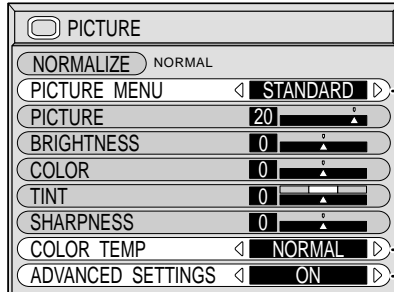 PICTURE
NORMALIZE NORMAL
PICTURE MENU STANDARD
PICTURE 20
BRIGHTNESS 0
COLOR 0
TINT 0
SHARPNESS 0
COLOR TEMP NORMAL
ADVANCED SETTINGS ON